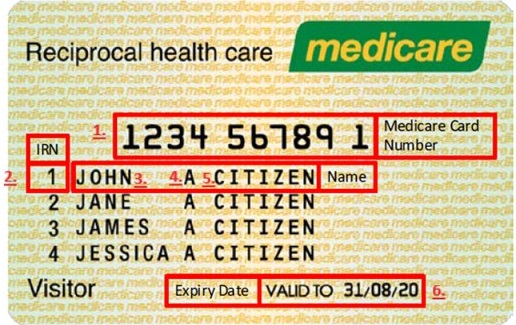 Reciprocal health care medicare
1. 1234 56789 1 Medicare Card Number
IRN
2. 1 JOHN 3. 4. A 5. CITIZEN Name
2 JANE A CITIZEN
3 JAMES A CITIZEN
4 JESSICA A CITIZEN
Visitor Expiry Date VALID TO 31/08/20 6.